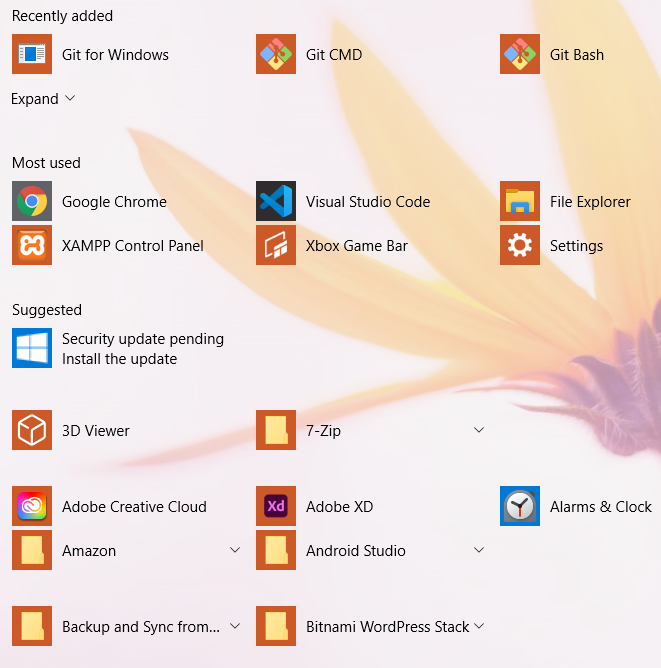 Recently added
Git for Windows
Git CMD
Git Bash
Expand
Most used
Google Chrome
Visual Studio Code
File Explorer
XAMPP Control Panel
Xbox Game Bar
Settings
Suggested
Security update pending
Install the update
3D Viewer
7-Zip
Adobe Creative Cloud
Xd
Adobe XD
Alarms & Clock
Amazon
Android Studio
Backup and Sync from...
Bitnami WordPress Stack